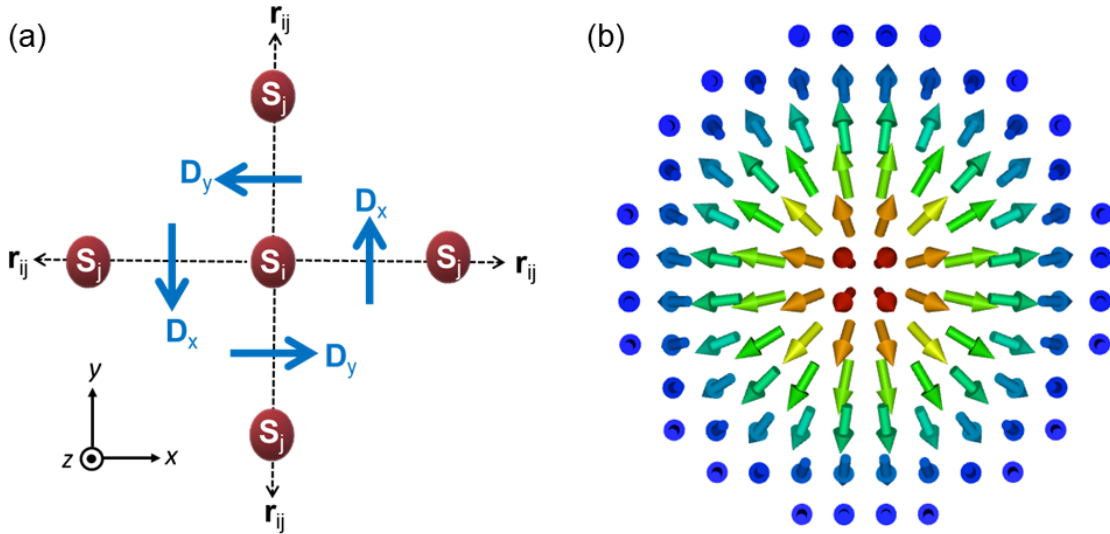 (a)
r_ij
S_j
D_y
D_x
r_ij
S_j
S_i
S_j
r_ij
D_x
D_y
S_j
y
z
x
r_ij
(b)